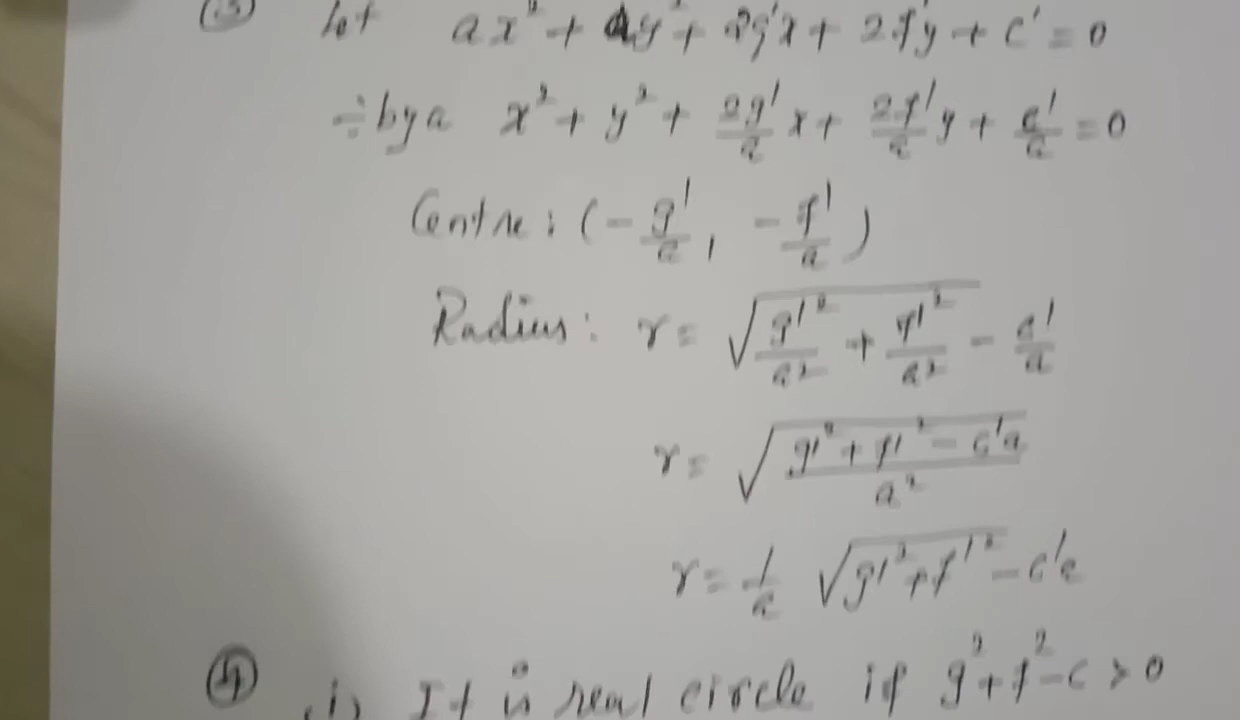 (3) Let ax² + ay² + 2g'x + 2f'y + c' = 0
÷ by a x² + y² + 2g'/a x + 2f'/a y + c'/a = 0
Centre : (-g'/a, -f'/a)
Radius : r = √(g'²/a² + f'²/a²) - c'/a
r = √((g'² + f'² - c'a)/a²)
r = 1/a √(g'² + f'²) - c'a
(4) i) It is real circle if g² + f² - c > 0